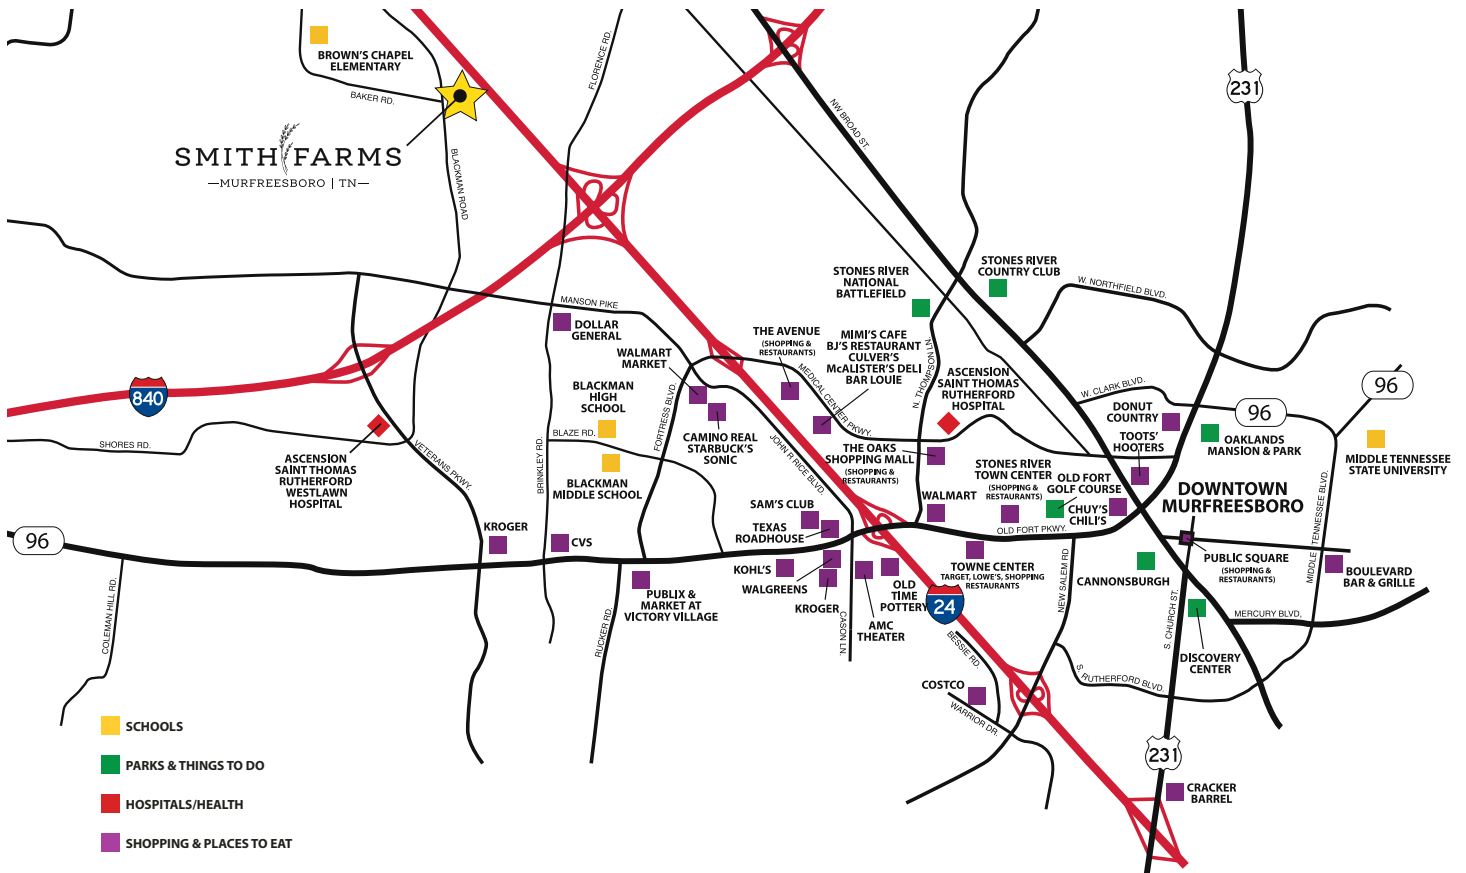 BROWN'S CHAPEL
ELEMENTARY
BAKER RD.
FLORENCE RD.
NW BROAD ST.
231
SMITH FARMS
MURFREESBORO | TN
BLACKMAN ROAD
STONES RIVER
COUNTRY CLUB
STONES RIVER
NATIONAL
BATTLEFIELD
W. NORTHFIELD BLVD.
MANSON PIKE
DOLLAR
GENERAL
THE AVENUE
(SHOPPING &
RESTAURANTS)
MIMI'S CAFE
BJ'S RESTAURANT
CULVER'S
McALISTER'S DELI
BAR LOUIE
N. THOMPSON LN.
WALMART
MARKET
MEDICAL CENTER PKWY.
ASCENSION
SAINT THOMAS
RUTHERFORD
HOSPITAL
W. CLARK BLVD.
96
96
840
BLACKMAN
HIGH
SCHOOL
FORTRESS BLVD.
DONUT
COUNTRY
TOOTS'
HOOTERS
OAKLANDS
MANSION & PARK
MIDDLE TENNESSEE
STATE UNIVERSITY
SHORES RD.
VETERANS PKWY.
BLAZE RD.
CAMINO REAL
STARBUCK'S
SONIC
JOHN R RICE BLVD.
THE OAKS
SHOPPING MALL
(SHOPPING &
RESTAURANTS)
STONES RIVER
TOWN CENTER
(SHOPPING &
RESTAURANTS)
OLD FORT
GOLF COURSE
ASCENSION
SAINT THOMAS
RUTHERFORD
WESTLAWN
HOSPITAL
BRINKLEY RD.
BLACKMAN
MIDDLE SCHOOL
WALMART
CHUY'S
CHILI'S
DOWNTOWN
MURFREESBORO
MIDDLE TENNESSEE BLVD.
SAM'S CLUB
TEXAS
ROADHOUSE
OLD FORT PKWY.
96
KROGER
CVS
KOHL'S
WALGREENS
KROGER
AMC
THEATER
OLD
TIME
POTTERY
24
TOWNE CENTER
TARGET, LOWE'S, SHOPPING
RESTAURANTS
NEW SALEM RD
CANNONSBURGH
PUBLIC SQUARE
(SHOPPING &
RESTAURANTS)
BOULEVARD
BAR & GRILLE
COLEMAN HILL RD.
RUCKER RD.
PUBLIX &
MARKET AT
VICTORY VILLAGE
CASON LN.
BESSIE RD.
S. CHURCH ST.
MERCURY BLVD.
DISCOVERY
CENTER
S. RUTHERFORD BLVD.
COSTCO
WARRIOR DR.
231
CRACKER
BARREL
SCHOOLS
PARKS & THINGS TO DO
HOSPITALS/HEALTH
SHOPPING & PLACES TO EAT